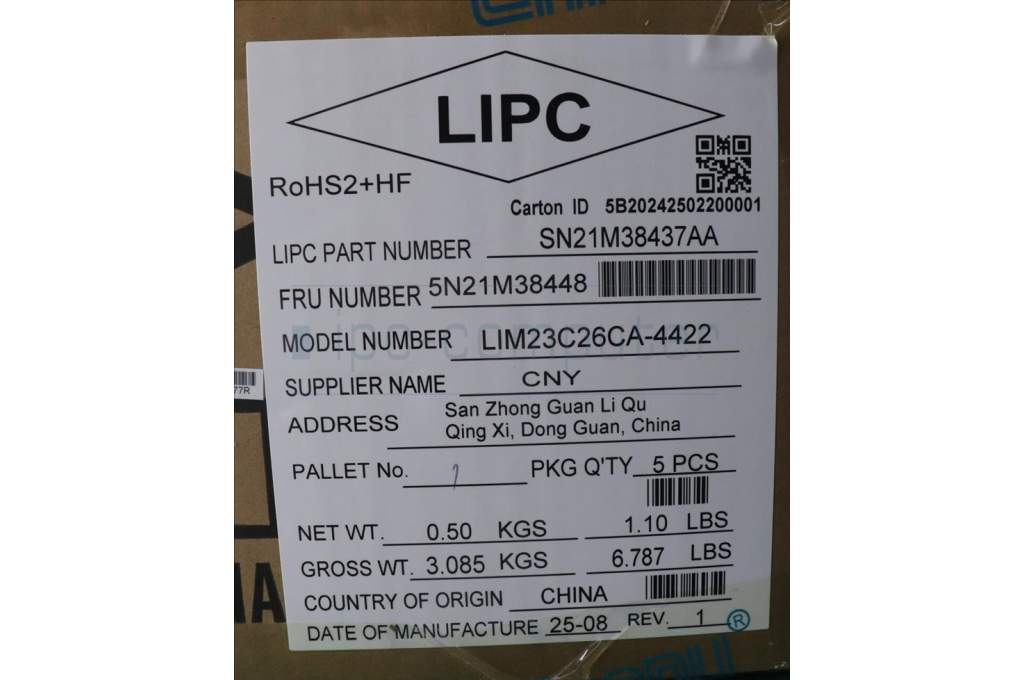 LIPC
RoHS2+HF
Carton ID 5B20242502200001
LIPC PART NUMBER SN21M38437AA
FRU NUMBER 5N21M38448
ipc-computer
MODEL NUMBER LIM23C26CA-4422
SUPPLIER NAME CNY
77R
ADDRESS San Zhong Guan Li Qu
Qing Xi, Dong Guan, China
PALLET No. 1 PKG Q'TY 5 PCS
NET WT. 0.50 KGS 1.10 LBS
GROSS WT. 3.085 KGS 6.787 LBS
COUNTRY OF ORIGIN CHINA
DATE OF MANUFACTURE 25-08 REV. 1
®